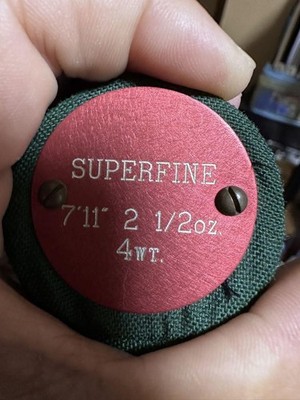 SUPERFINE
7'11" 2 1/2oz.
4WT.